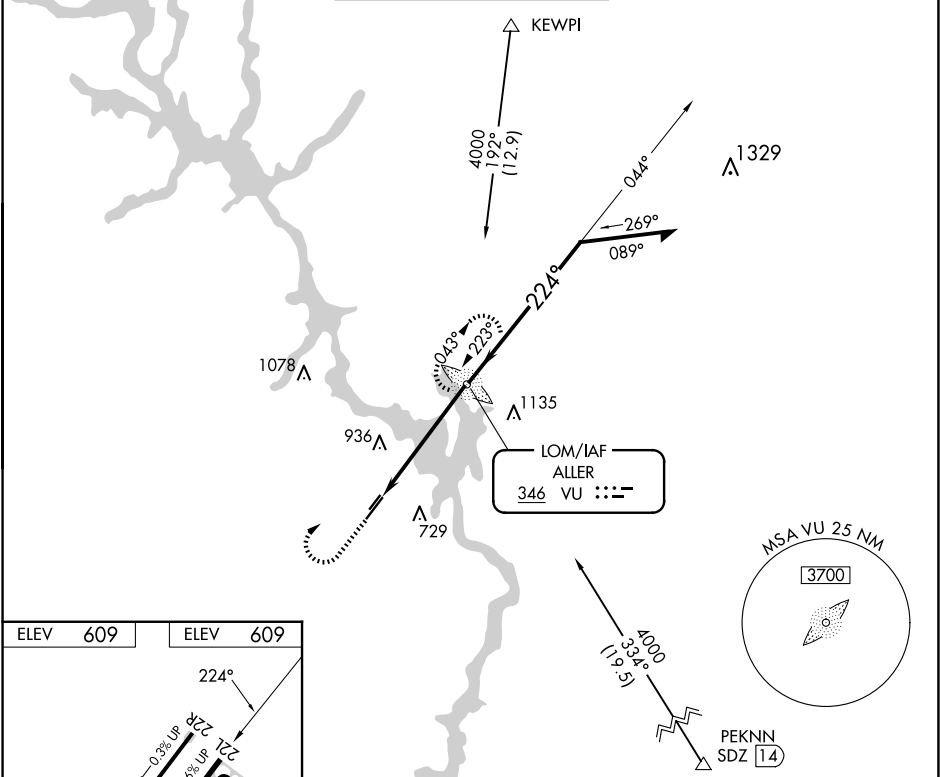 KEWPI
4000
192°
(12.9)
044°
1329
269°
089°
224°
043°
223°
1078
1135
936
LOM/IAF
ALLER
346 VU
729
MSA VU 25 NM
3700
4000
334°
(19.5)
PEKNN
SDZ 14
ELEV 609
ELEV 609
224°
22R
22L
0.3% UP
% UP